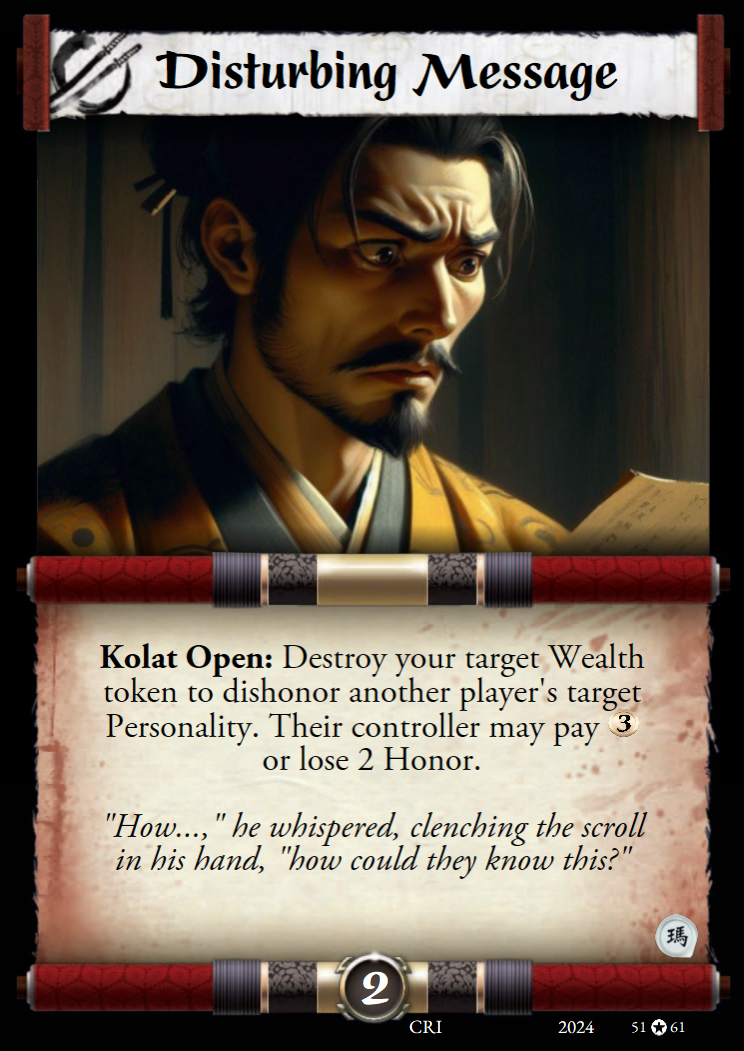 Disturbing Message
Kolat Open: Destroy your target Wealth
token to dishonor another player's target
Personality. Their controller may pay 3
or lose 2 Honor.
"How...," he whispered, clenching the scroll
in his hand, "how could they know this?"
瑪
2
CRI 2024 51 ✪ 61